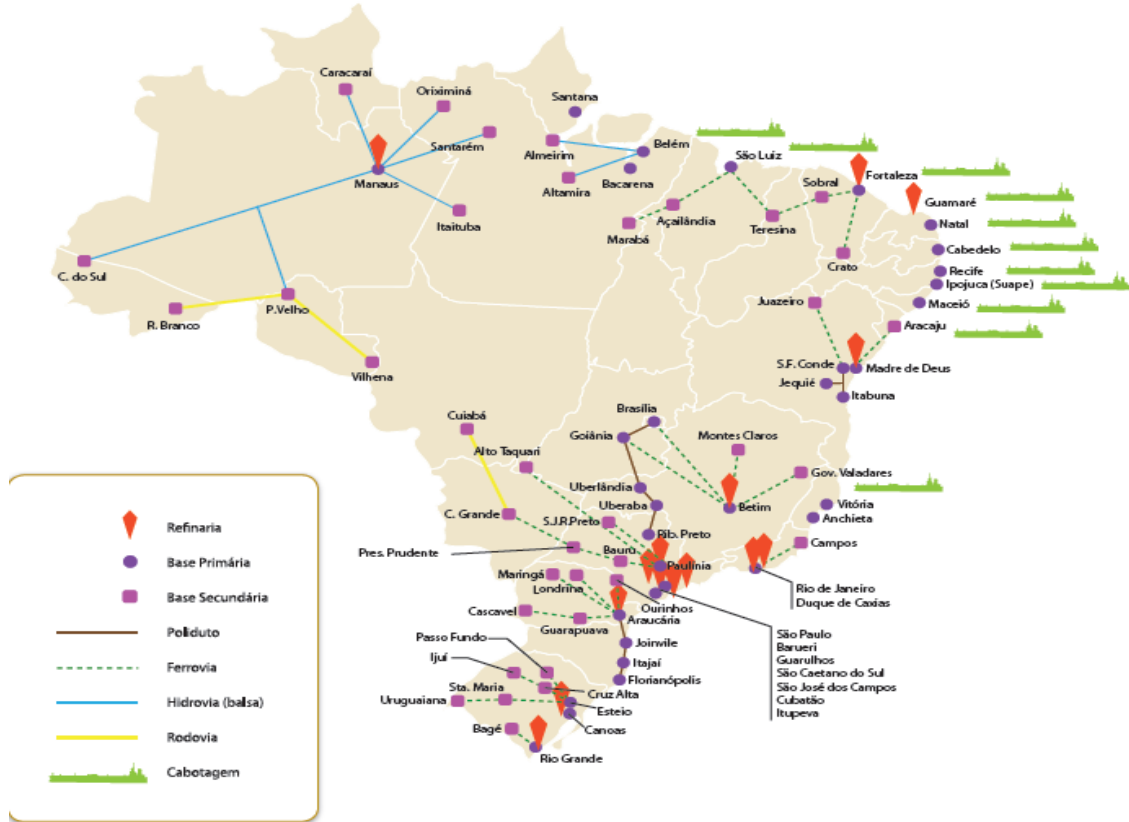 Caracaraí
Oriximiná
Santarém
Manaus
Itaituba
C. do Sul
R. Branco
P.Velho
Vilhena
Santana
Almeirim
Altamira
Belém
Bacarena
São Luiz
Açailândia
Marabá
Teresina
Sobral
Fortaleza
Crato
Guamaré
Natal
Cabedelo
Recife
Ipojuca (Suape)
Maceió
Aracaju
Juazeiro
S.F. Conde
Madre de Deus
Jequié
Itabuna
Cuiabá
Alto Taquari
C. Grande
Brasília
Goiânia
Montes Claros
Gov. Valadares
Uberlândia
Uberaba
Betim
Vitória
Anchieta
S.J.R.Preto
Rib. Preto
Campos
Pres. Prudente
Bauru
Paulínia
Rio de Janeiro
Duque de Caxias
Maringá
Londrina
Ourinhos
Cascavel
Guarapuava
Araucária
Joinvile
Itajaí
Florianópolis
São Paulo
Barueri
Guarulhos
São Caetano do Sul
São José dos Campos
Cubatão
Itupeva
Passo Fundo
Ijuí
Sta. Maria
Cruz Alta
Uruguaiana
Esteio
Canoas
Bagé
Rio Grande
Refinaria
Base Primária
Base Secundária
Poliduto
Ferrovia
Hidrovia (balsa)
Rodovia
Cabotagem